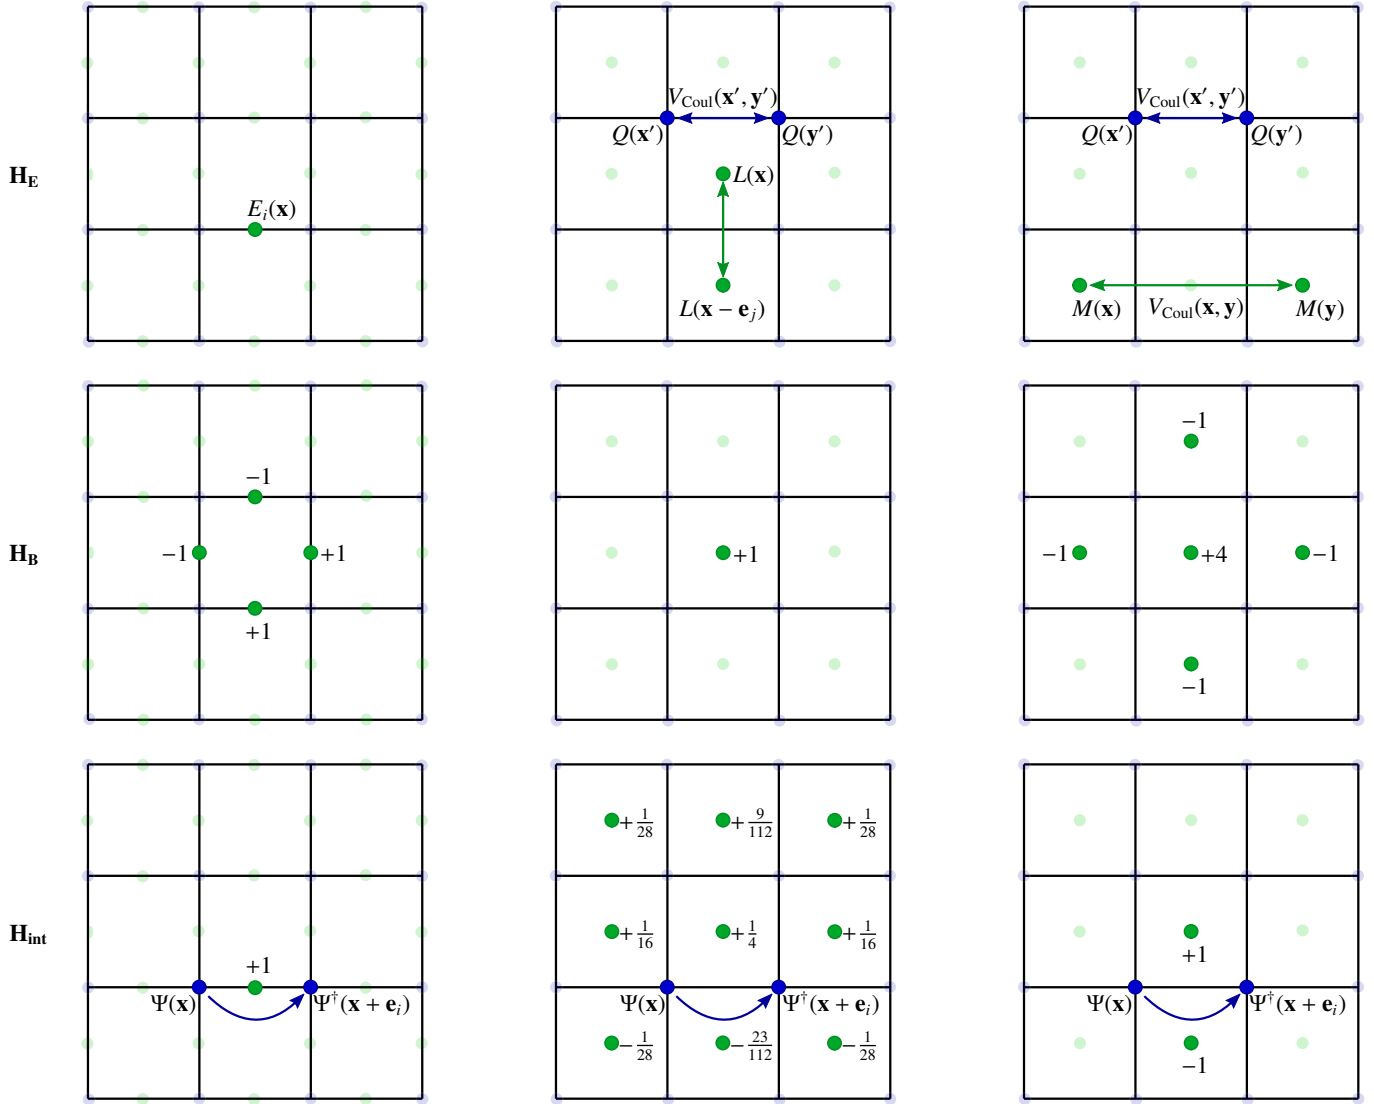 V_Coul(x′, y′) V_Coul(x′, y′)
Q(x′) Q(y′) Q(x′) Q(y′)
H_E L(x)
E_i(x)
L(x − e_j) M(x) V_Coul(x, y) M(y)
−1
−1
H_B −1 +1 +1 −1 +4 −1
+1
−1
+1/28 +9/112 +1/28
H_int +1/16 +1/4 +1/16
+1 +1
Ψ(x) Ψ†(x + e_i) Ψ(x) Ψ†(x + e_i) Ψ(x) Ψ†(x + e_i)
−1/28 −23/112 −1/28
−1